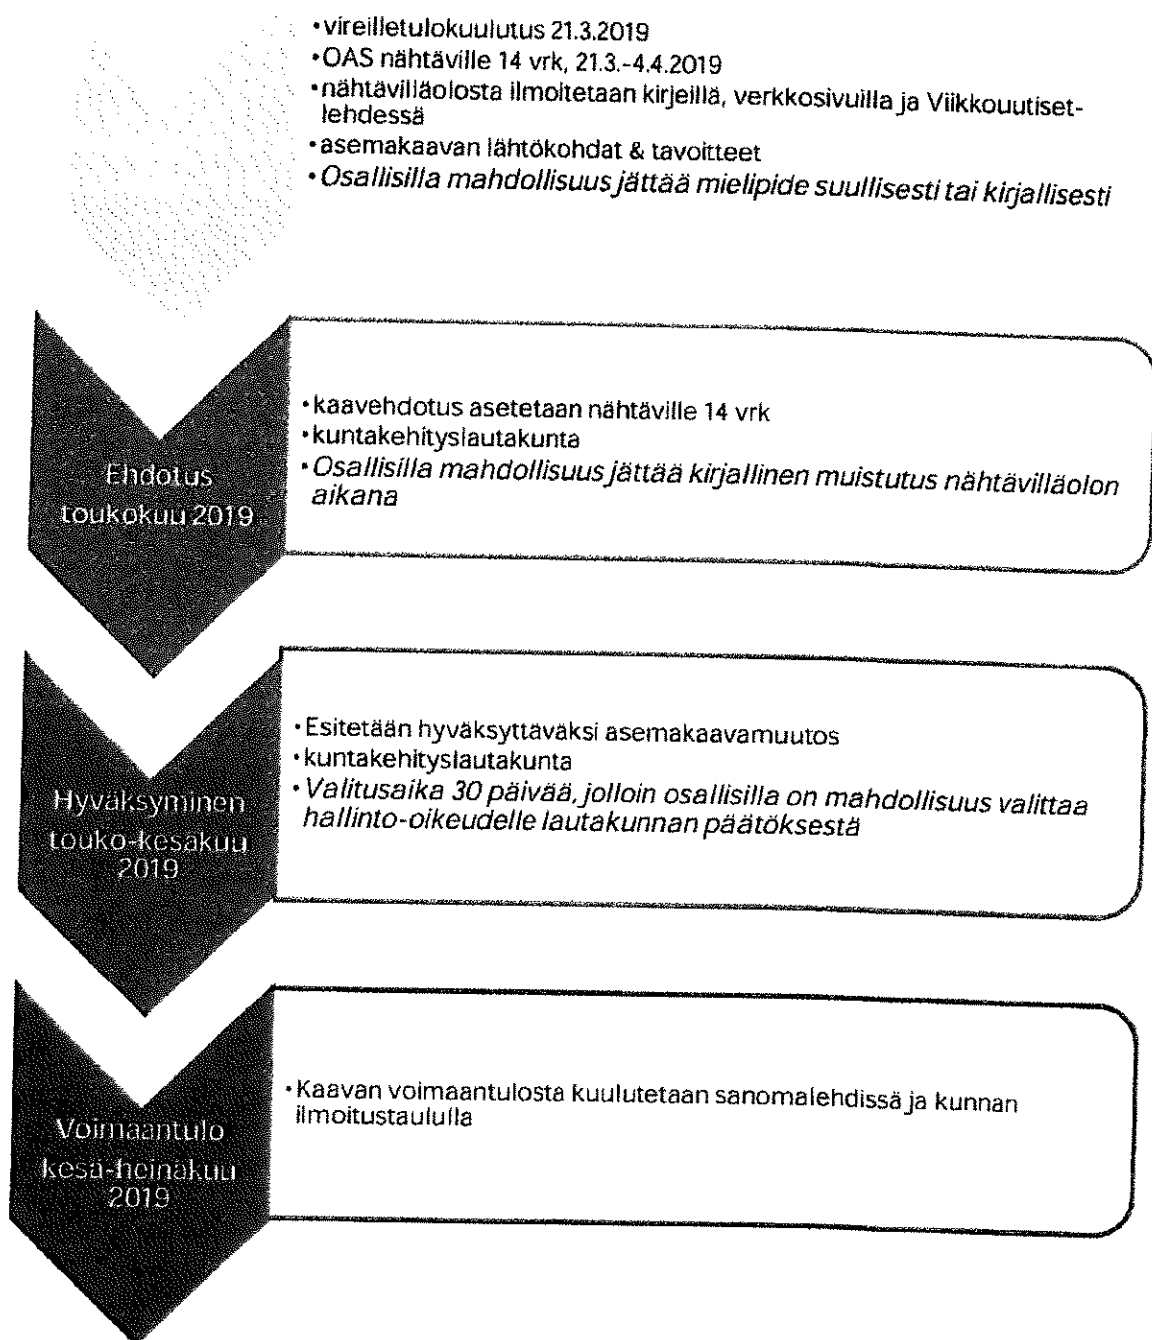 •vireilletulokuulutus 21.3.2019
•OAS nähtäville 14 vrk, 21.3.-4.4.2019
•nähtävilläolosta ilmoitetaan kirjeillä, verkkosivuilla ja Viikkouutiset-
lehdessä
•asemakaavan lähtökohdat & tavoitteet
•Osallisilla mahdollisuus jättää mielipide suullisesti tai kirjallisesti
Ehdotus
toukokuu 2019
•kaavehdotus asetetaan nähtäville 14 vrk
•kuntakehityslautakunta
•Osallisilla mahdollisuus jättää kirjallinen muistutus nähtävilläolon
aikana
Hyväksyminen
touko-kesäkuu
2019
•Esitetään hyväksyttäväksi asemakaavamuutos
•kuntakehityslautakunta
•Valitusaika 30 päivää, jolloin osallisilla on mahdollisuus valittaa
hallinto-oikeudelle lautakunnan päätöksestä
Voimaantulo
kesä-heinäkuu
2019
•Kaavan voimaantulosta kuulutetaan sanomalehdissä ja kunnan
ilmoitustaululla